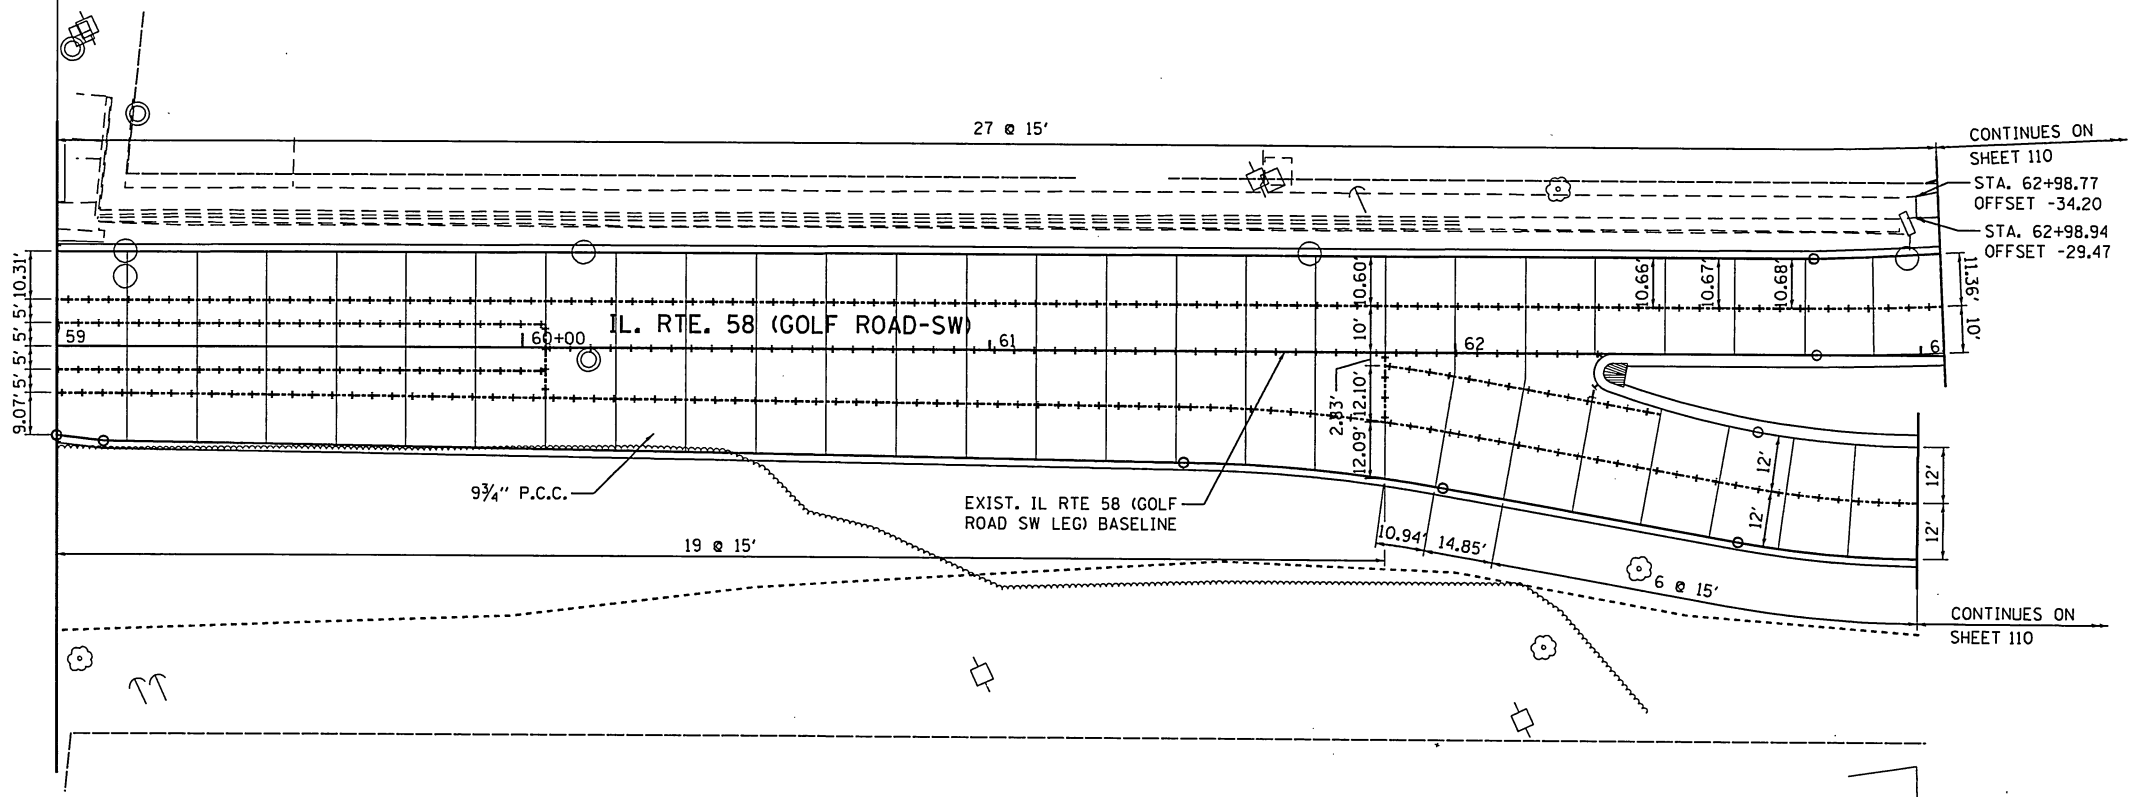 27 @ 15'
CONTINUES ON
SHEET 110
STA. 62+98.77
OFFSET -34.20
STA. 62+98.94
OFFSET -29.47
10.31'
5'
5'
5'
5'
9.07'
59
60+00
IL. RTE. 58 (GOLF ROAD-SW)
61
62
6
10.60'
10'
2.83'
12.10'
12.09'
10.66'
10.67'
10.68'
11.36'
10'
9¾" P.C.C.
EXIST. IL RTE 58 (GOLF
ROAD SW LEG) BASELINE
12'
12'
12'
12'
19 @ 15'
10.94'
14.85'
6 @ 15'
CONTINUES ON
SHEET 110